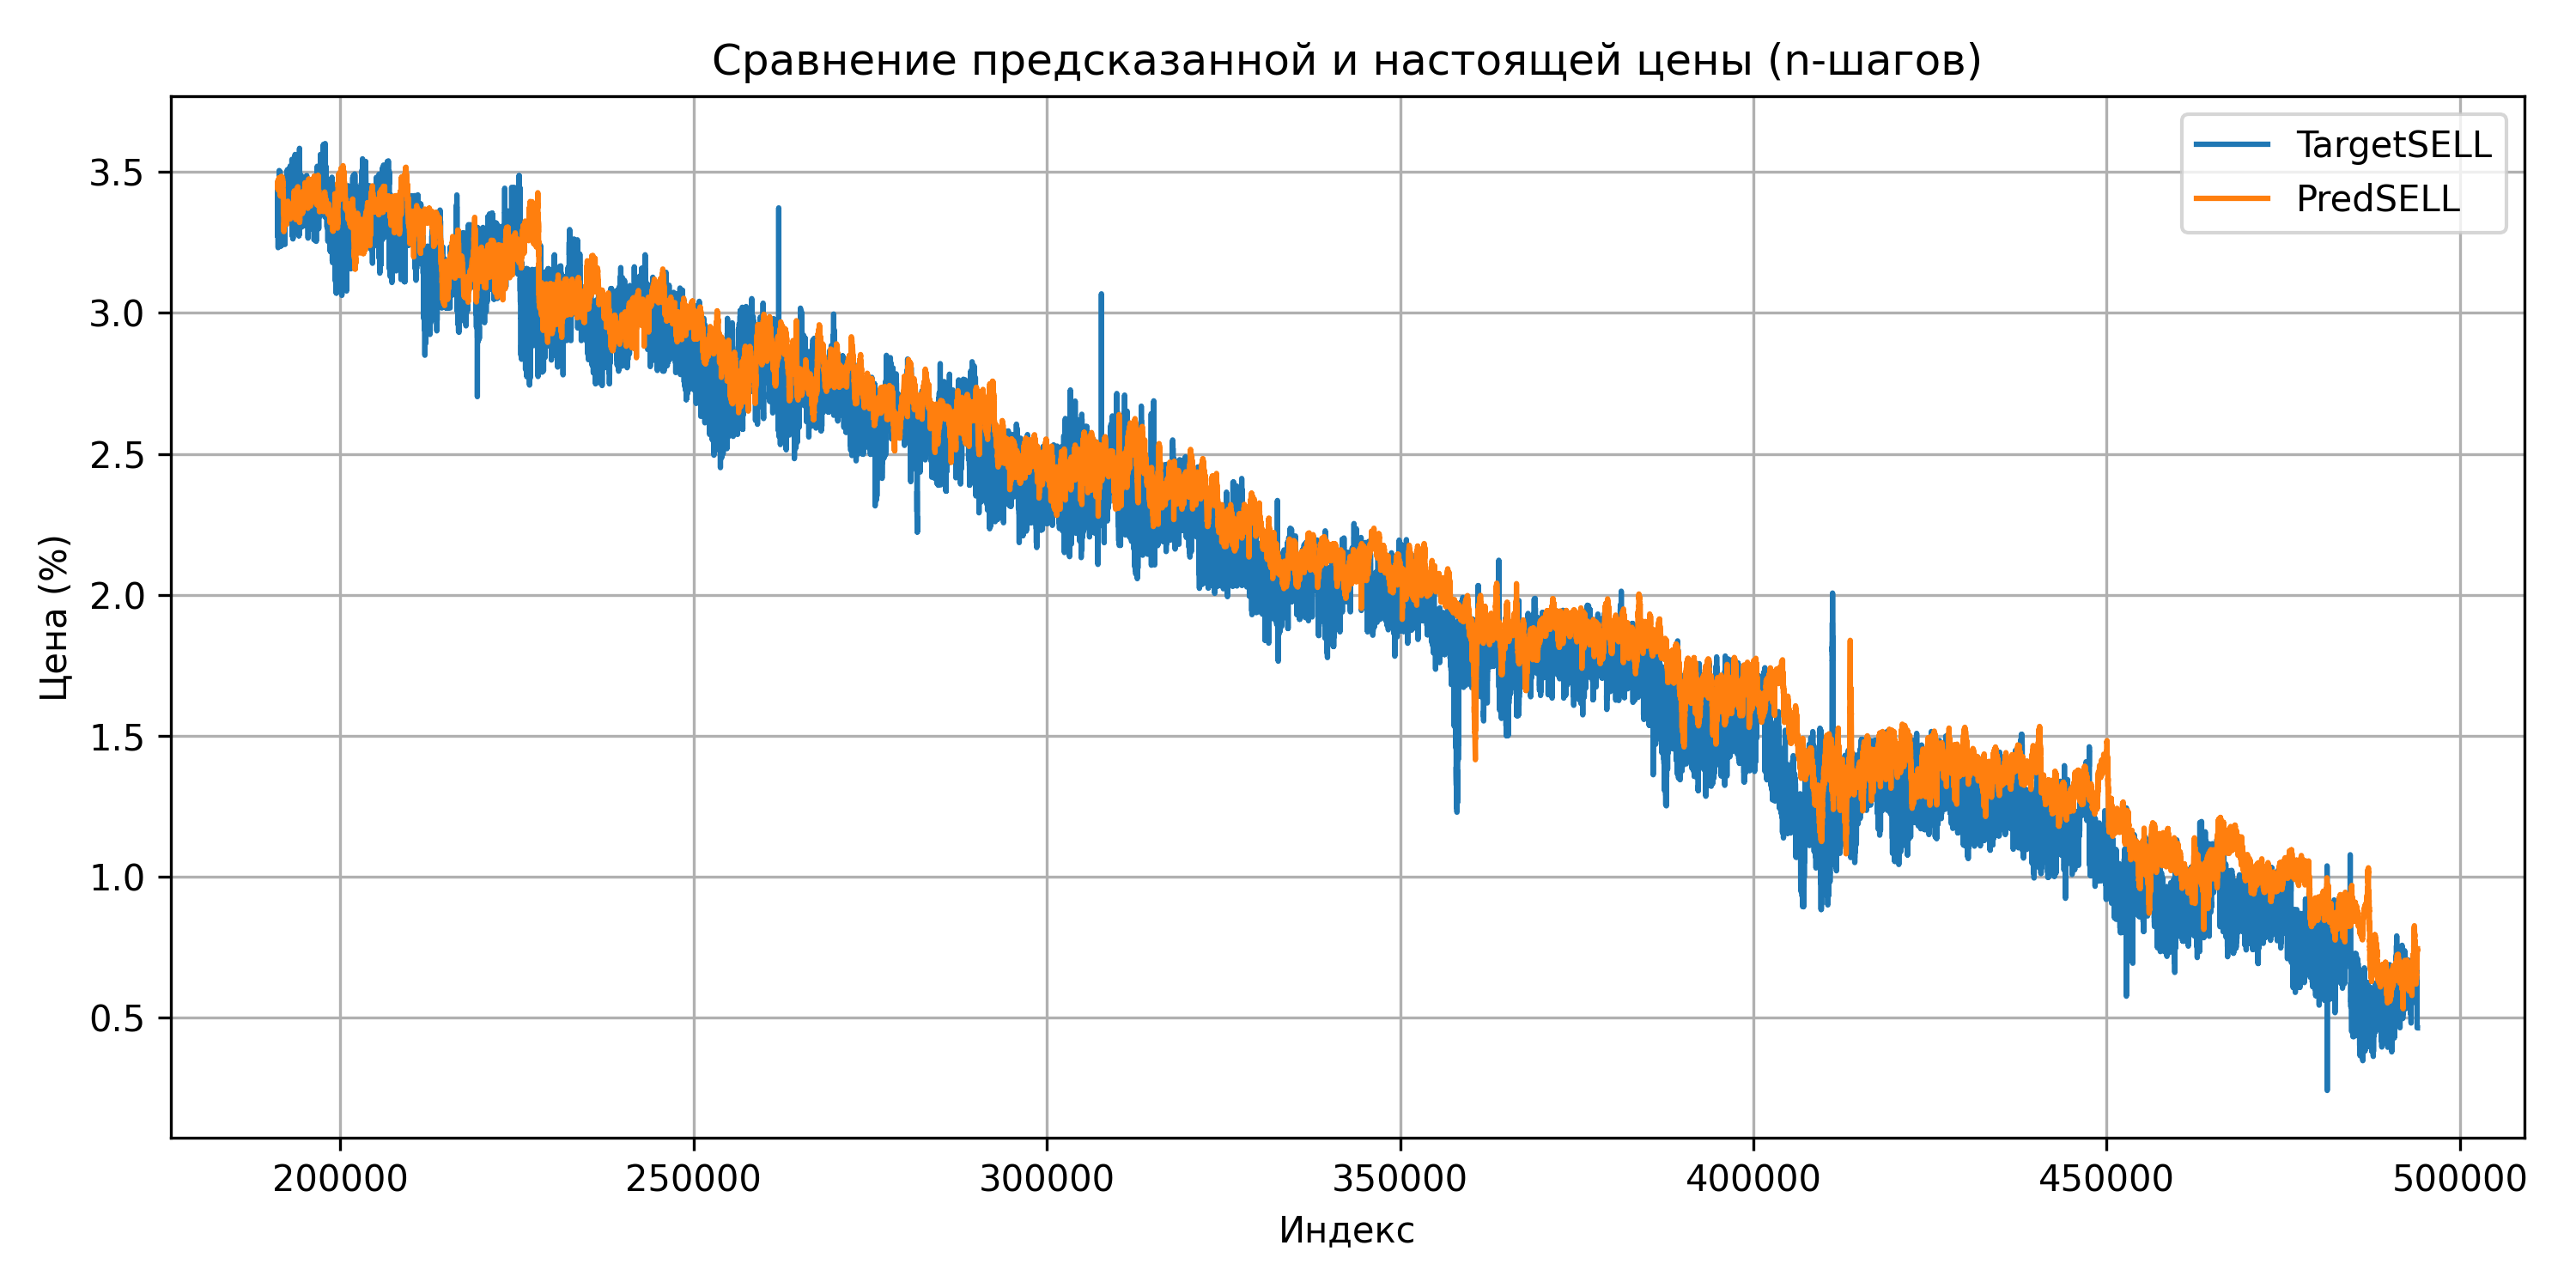 Сравнение предсказанной и настоящей цены (n-шагов)
TargetSELL
PredSELL
Цена (%)
3.5
3.0
2.5
2.0
1.5
1.0
0.5
200000 250000 300000 350000 400000 450000 500000
Индекс